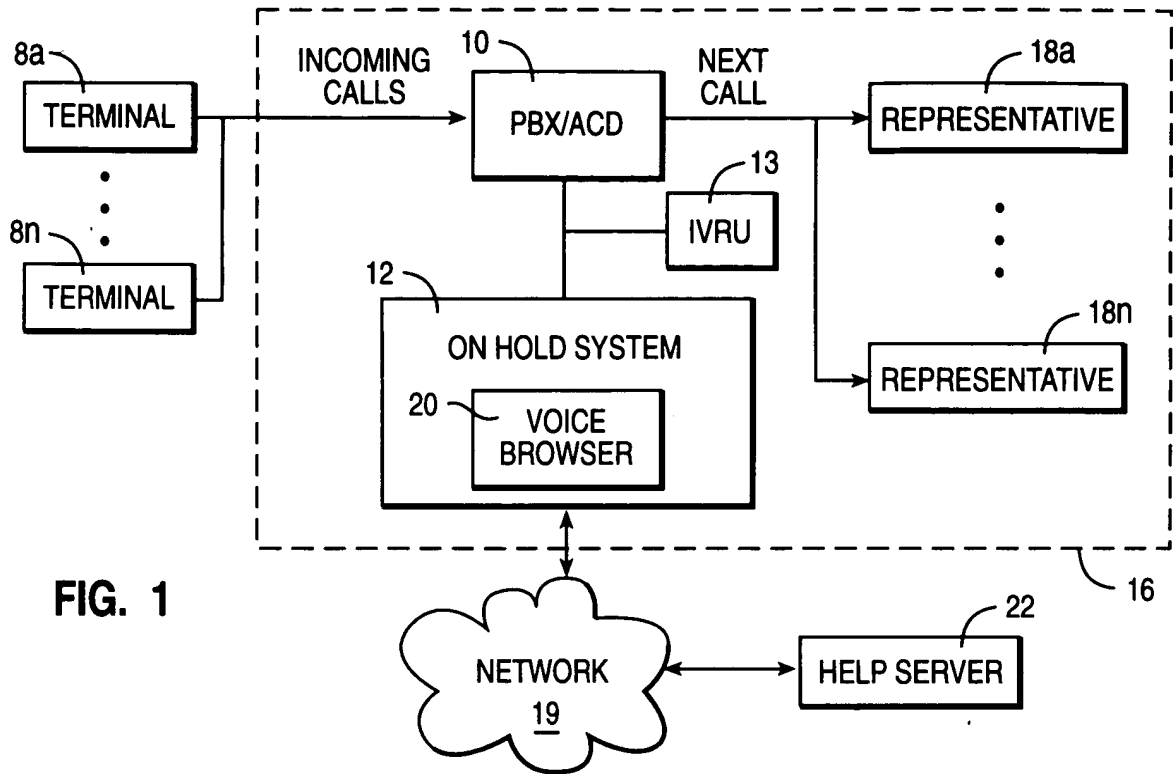 8a
TERMINAL
8n
TERMINAL
INCOMING
CALLS
10
PBX/ACD
NEXT
CALL
18a
REPRESENTATIVE
13
IVRU
12
ON HOLD SYSTEM
20
VOICE
BROWSER
18n
REPRESENTATIVE
16
FIG. 1
NETWORK
19
22
HELP SERVER